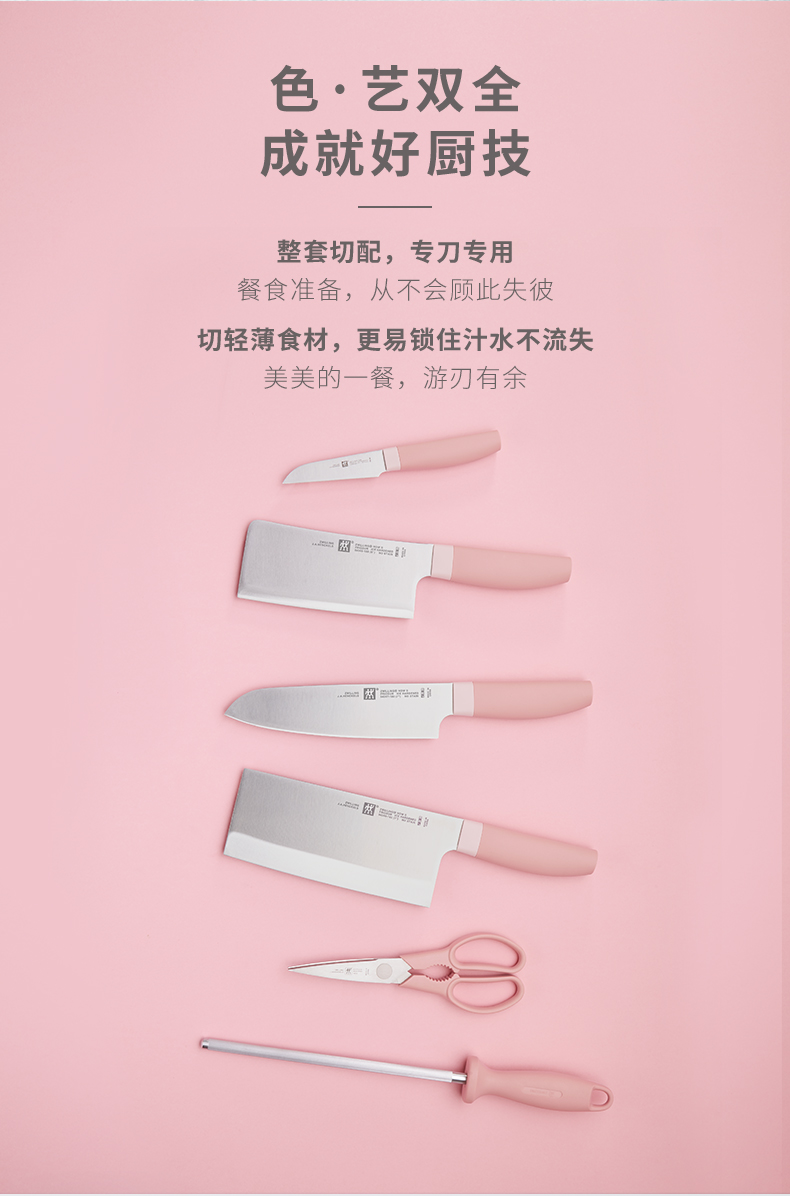 色·艺双全
成就好厨技
整套切配，专刀专用
餐食准备，从不会顾此失彼
切轻薄食材，更易锁住汁水不流失
美美的一餐，游刃有余